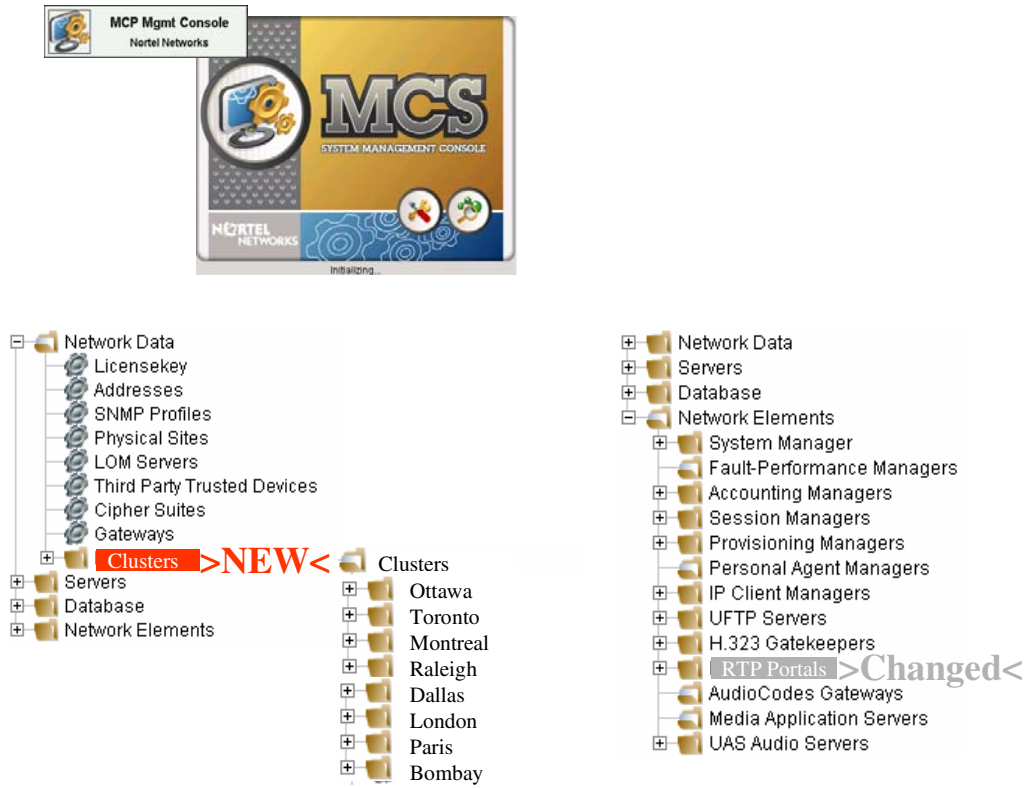 MCP Mgmt Console
Nortel Networks
MCS
SYSTEM MANAGEMENT CONSOLE
NORTEL
NETWORKS
Initializing...
Network Data
Licensekey
Addresses
SNMP Profiles
Physical Sites
LOM Servers
Third Party Trusted Devices
Cipher Suites
Gateways
Clusters >NEW<
Servers
Database
Network Elements
Clusters
Ottawa
Toronto
Montreal
Raleigh
Dallas
London
Paris
Bombay
Network Data
Servers
Database
Network Elements
System Manager
Fault-Performance Managers
Accounting Managers
Session Managers
Provisioning Managers
Personal Agent Managers
IP Client Managers
UFTP Servers
H.323 Gatekeepers
RTP Portals >Changed<
AudioCodes Gateways
Media Application Servers
UAS Audio Servers